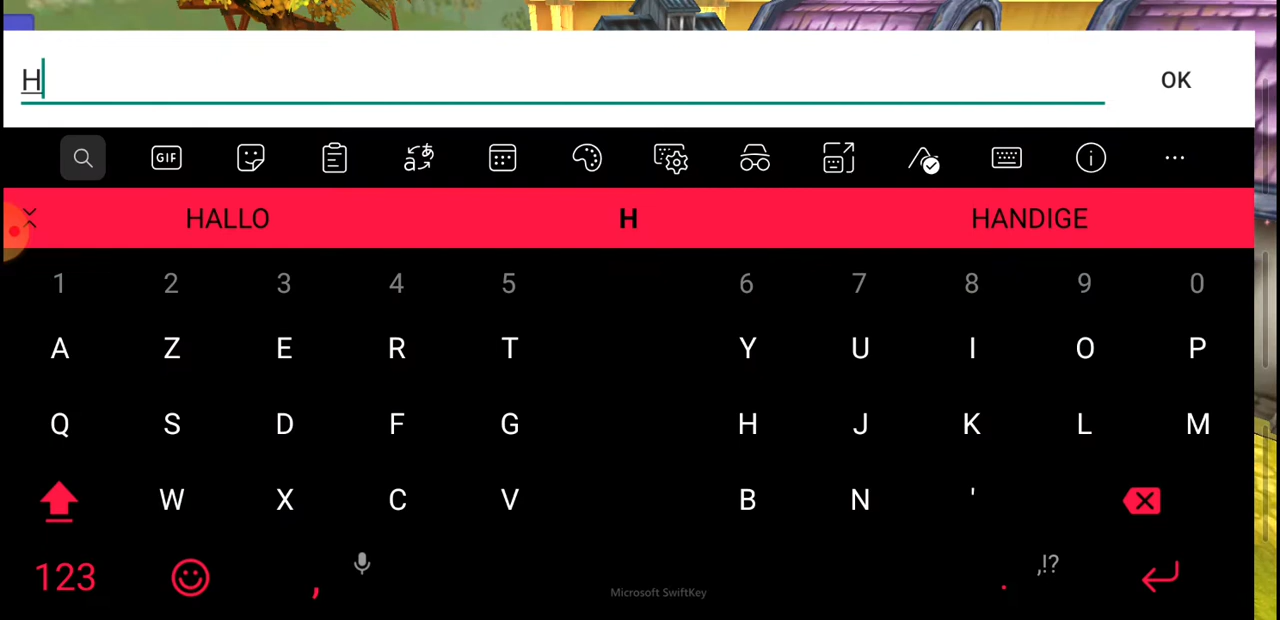 H OK
GIF
HALLO H HANDIGE
1 2 3 4 5 6 7 8 9 0
A Z E R T Y U I O P
Q S D F G H J K L M
W X C V B N '
123 , Microsoft SwiftKey . ,!?